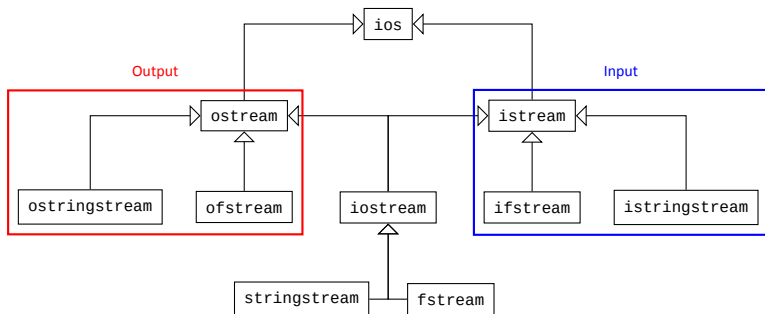 ios
Output
Input
ostream
istream
ostringstream
ofstream
iostream
ifstream
istringstream
stringstream
fstream